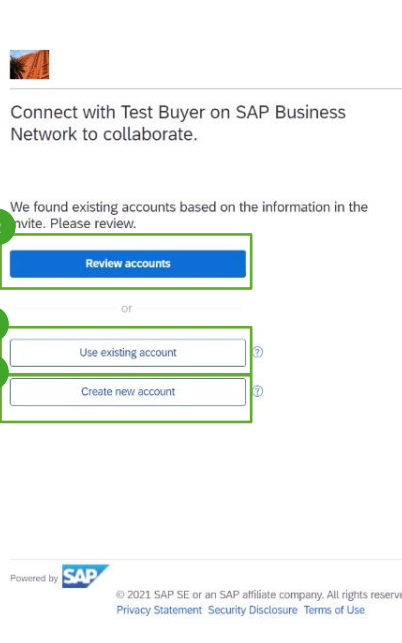 Connect with Test Buyer on SAP Business
Network to collaborate.
We found existing accounts based on the information in the
nvite. Please review.
Review accounts
or
Use existing account
?
Create new account
?
Powered by SAP
© 2021 SAP SE or an SAP affiliate company. All rights reserve
Privacy Statement Security Disclosure Terms of Use